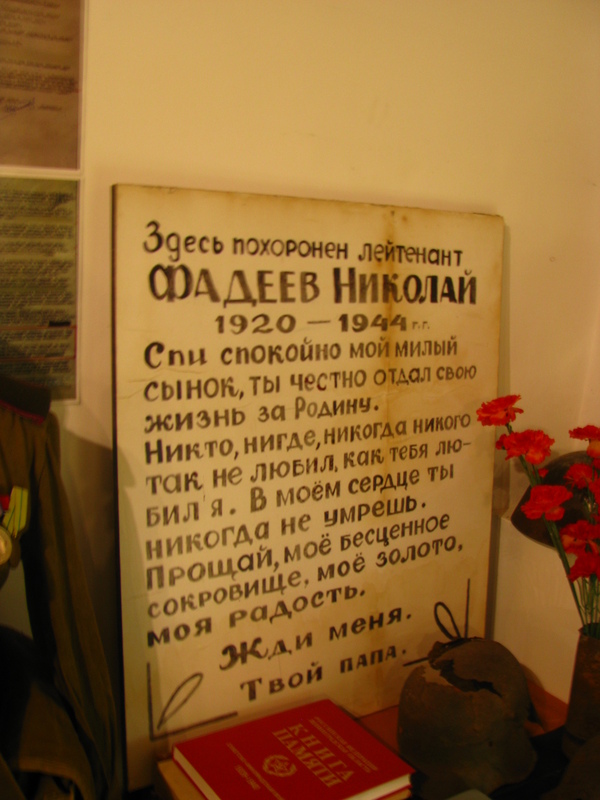 Здесь похоронен лейтенант
ФАДЕЕВ НИКОЛАЙ
1920 — 1944 г.г.
Спи спокойно мой милый
сынок, ты честно отдал свою
жизнь за Родину.
Никто, нигде, никогда никого
так не любил, как тебя лю-
бил я. В моём сердце ты
никогда не умрешь.
Прощай, моё бесценное
сокровище, моё золото,
моя радость.
Жди меня.
Твой папа.
КНИГА
ПАМЯТИ